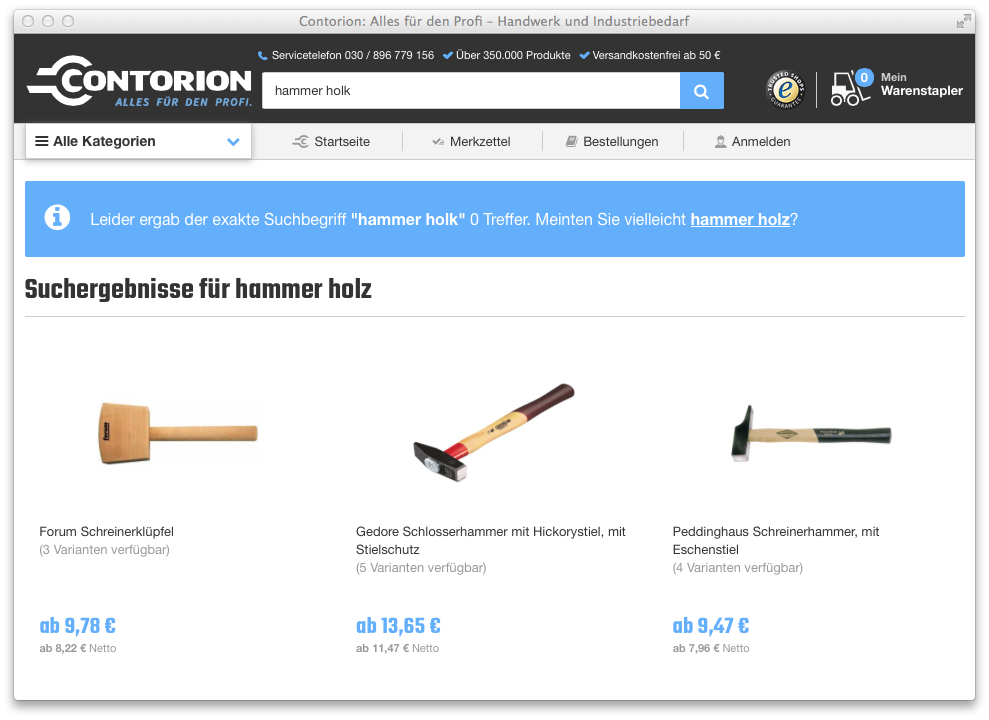 Contorion: Alles für den Profi – Handwerk und Industriebedarf
Servicetelefon 030 / 896 779 156 Über 350.000 Produkte Versandkostenfrei ab 50 €
CONTORION
ALLES FÜR DEN PROFI.
hammer holk
TRUSTED SHOPS
e
GUARANTEE
0
Mein
Warenstapler
Alle Kategorien
Startseite
Merkzettel
Bestellungen
Anmelden
Leider ergab der exakte Suchbegriff "hammer holk" 0 Treffer. Meinten Sie vielleicht hammer holz?
Suchergebnisse für hammer holz
Forum Schreinerklüpfel
(3 Varianten verfügbar)
ab 9,78 €
ab 8,22 € Netto
Gedore Schlosserhammer mit Hickorystiel, mit
Stielschutz
(5 Varianten verfügbar)
ab 13,65 €
ab 11,47 € Netto
Peddinghaus Schreinerhammer, mit
Eschenstiel
(4 Varianten verfügbar)
ab 9,47 €
ab 7,96 € Netto